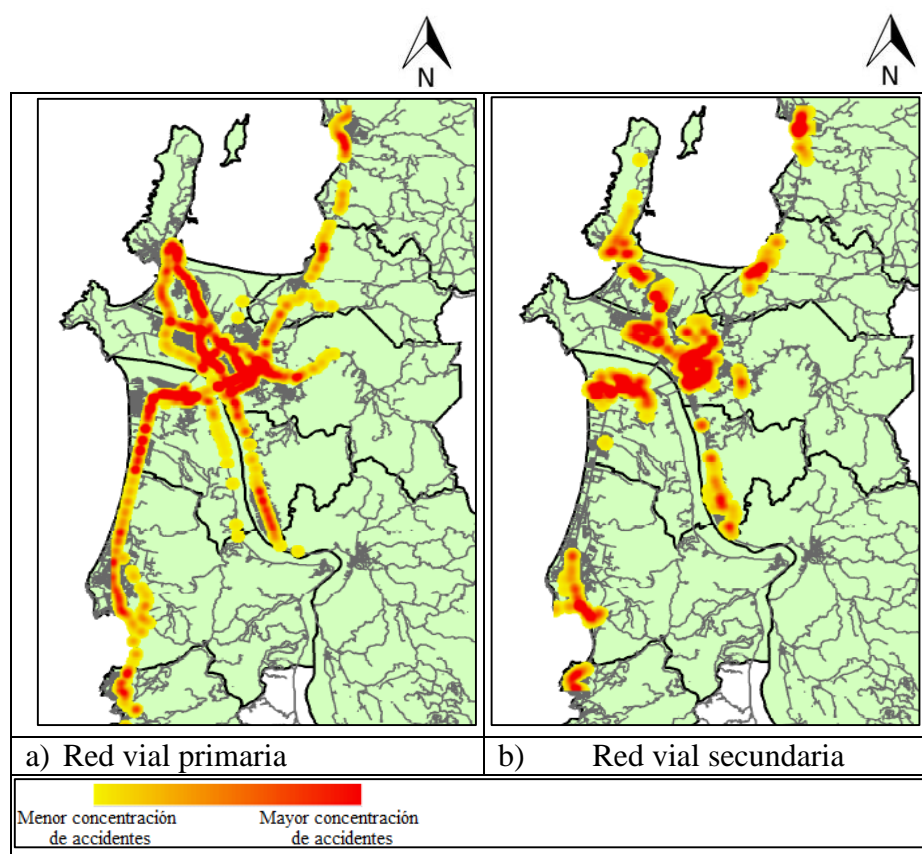 N
N
a) Red vial primaria
b) Red vial secundaria
Menor concentración
de accidentes
Mayor concentración
de accidentes